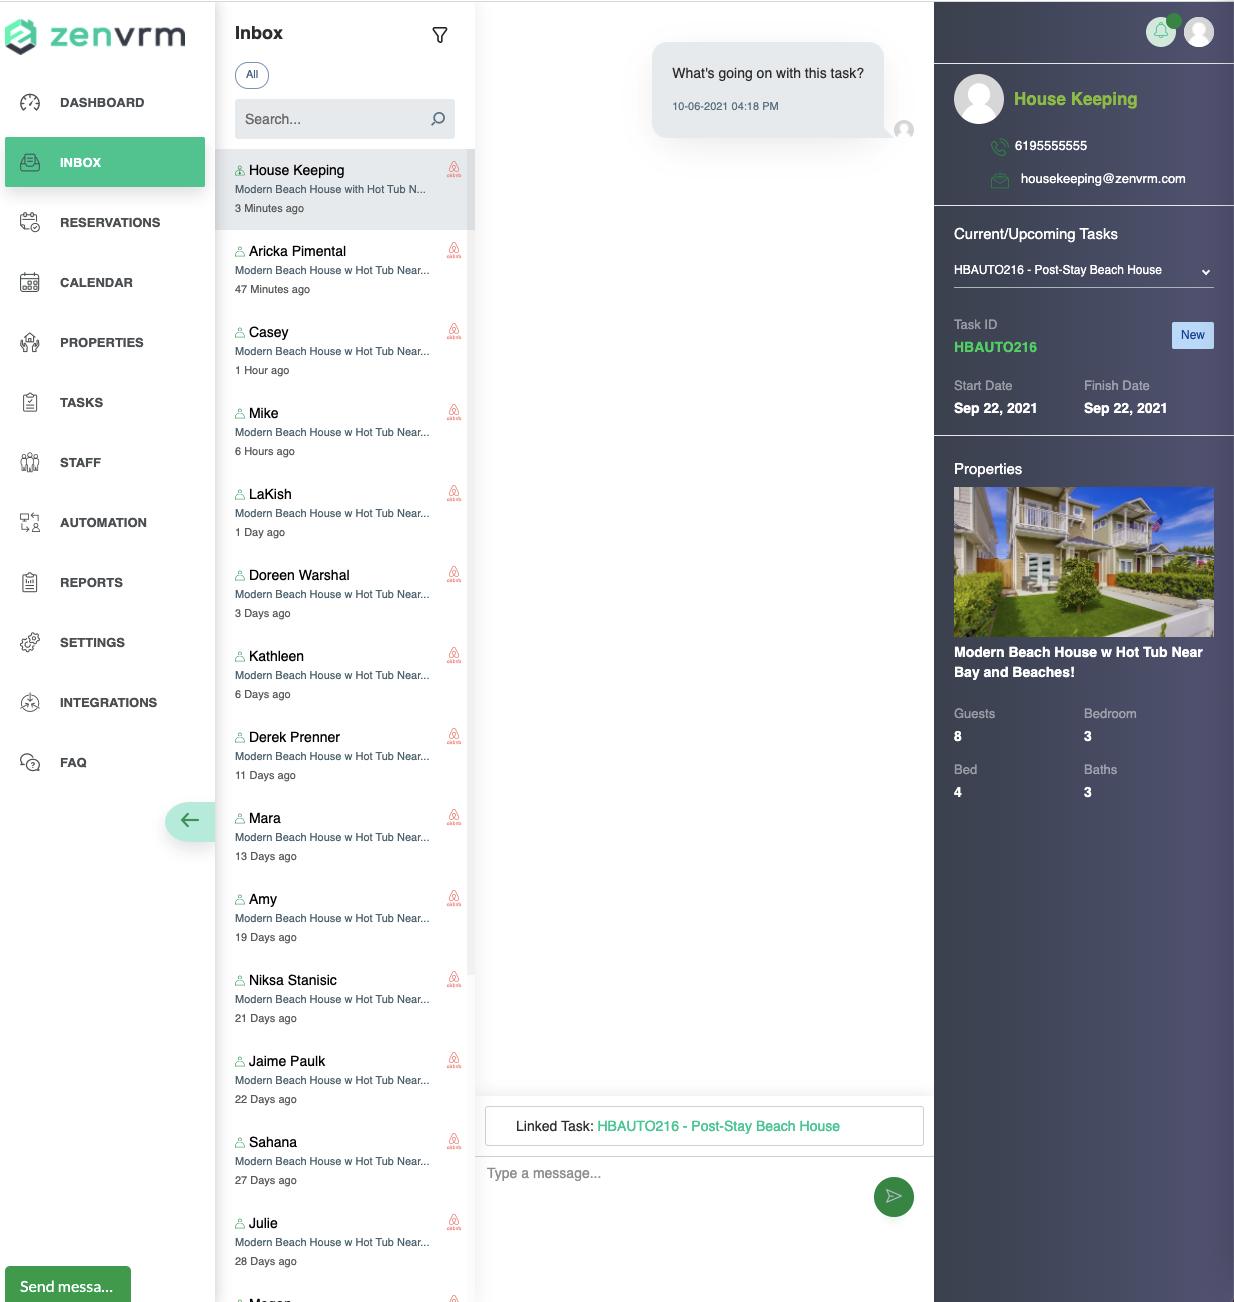 zenvrm
DASHBOARD
INBOX
RESERVATIONS
CALENDAR
PROPERTIES
TASKS
STAFF
AUTOMATION
REPORTS
SETTINGS
INTEGRATIONS
FAQ
Send messa...
Inbox
All
Search...
House Keeping
Modern Beach House with Hot Tub N...
3 Minutes ago
Aricka Pimental
Modern Beach House w Hot Tub Near...
47 Minutes ago
Casey
Modern Beach House w Hot Tub Near...
1 Hour ago
Mike
Modern Beach House w Hot Tub Near...
6 Hours ago
LaKish
Modern Beach House w Hot Tub Near...
1 Day ago
Doreen Warshal
Modern Beach House w Hot Tub Near...
3 Days ago
Kathleen
Modern Beach House w Hot Tub Near...
6 Days ago
Derek Prenner
Modern Beach House w Hot Tub Near...
11 Days ago
Mara
Modern Beach House w Hot Tub Near...
13 Days ago
Amy
Modern Beach House w Hot Tub Near...
19 Days ago
Niksa Stanisic
Modern Beach House w Hot Tub Near...
21 Days ago
Jaime Paulk
Modern Beach House w Hot Tub Near...
22 Days ago
Sahana
Modern Beach House w Hot Tub Near...
27 Days ago
Julie
Modern Beach House w Hot Tub Near...
28 Days ago
What's going on with this task?
10-06-2021 04:18 PM
Linked Task: HBAUTO216 - Post-Stay Beach House
Type a message...
House Keeping
6195555555
housekeeping@zenvrm.com
Current/Upcoming Tasks
HBAUTO216 - Post-Stay Beach House
Task ID
New
HBAUTO216
Start Date Finish Date
Sep 22, 2021 Sep 22, 2021
Properties
Modern Beach House w Hot Tub Near
Bay and Beaches!
Guests Bedroom
8 3
Bed Baths
4 3